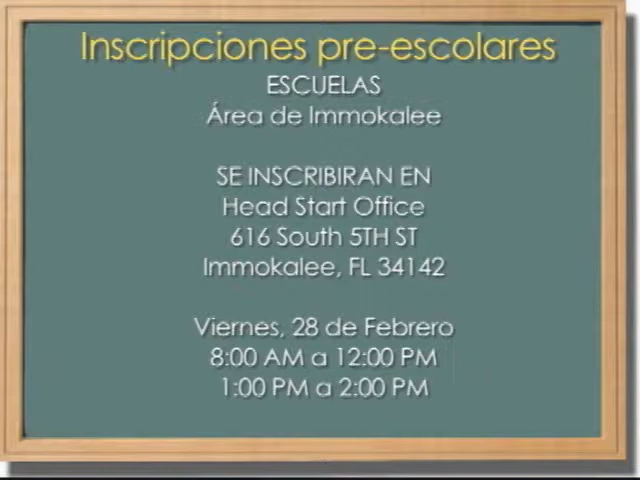 Inscripciones pre-escolares
ESCUELAS
Área de Immokalee
SE INSCRIBIRAN EN
Head Start Office
616 South 5TH ST
Immokalee, FL 34142
Viernes, 28 de Febrero
8:00 AM a 12:00 PM
1:00 PM a 2:00 PM